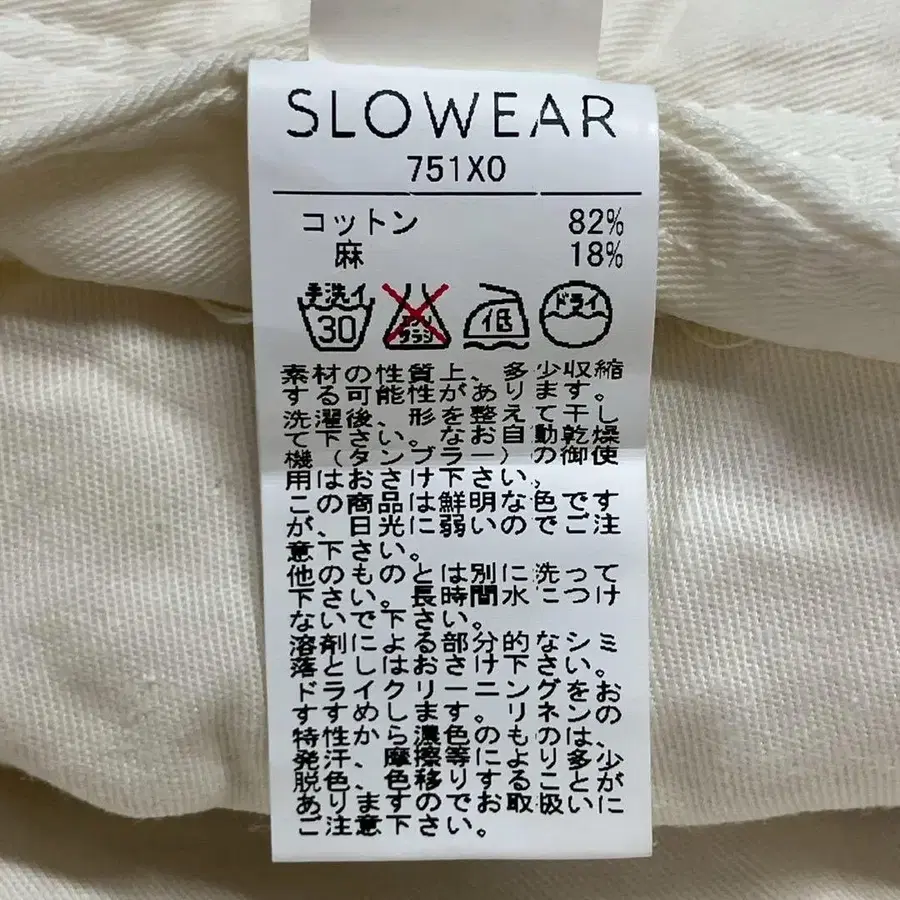 SLOWEAR
751XO
コットン 82%
麻 18%
手洗イ 30 エンソサラシ 低 ドライ
素材の性質上、多少収縮
する可能性があります。
洗濯後、形を整えて干し
て下さい。なお自動乾燥
機（タンブラー）の御使
用はおさけ下さい。
この商品は鮮明な色です
が、日光に弱いのでご注
意下さい。
他のものとは別に洗って
下さい。長時間水につけ
ないで下さい。
溶剤による部分的なシミ
落としはおさけ下さい。
ドライクリーニングをお
すすめします。リネンの
特性から濃色のものは、
発汗、摩擦等により多少
脱色、色移りすることが
ありますのでお取扱いに
ご注意下さい。